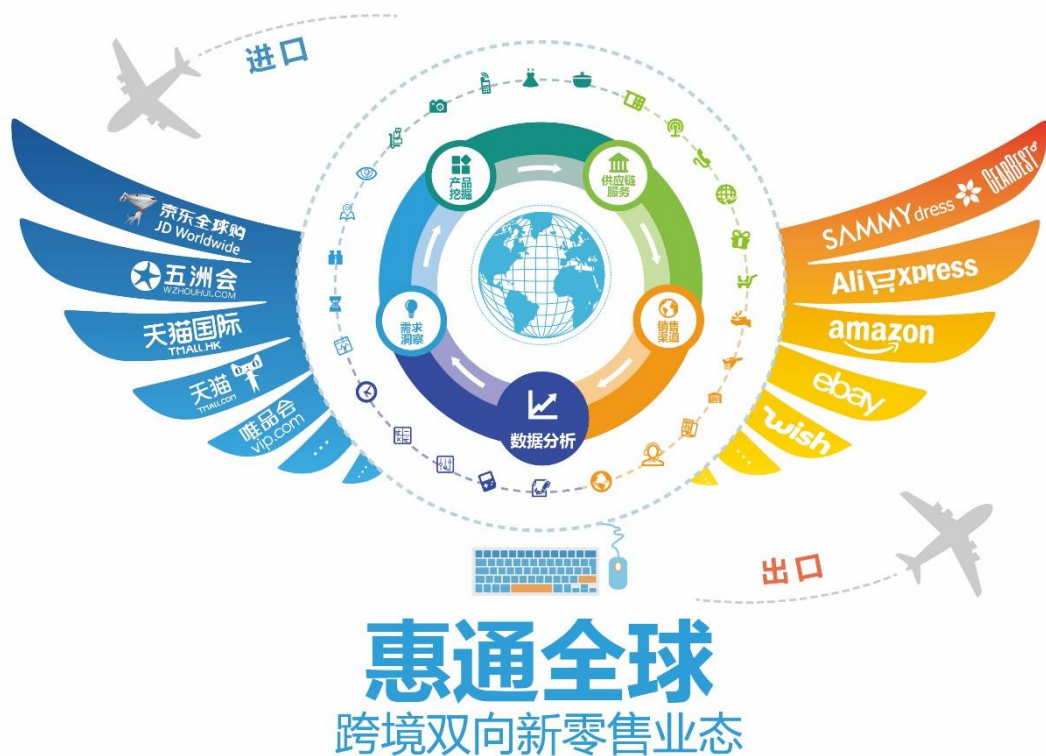 进口
京东全球购
JD Worldwide
五洲会
WZHOUHUI.COM
天猫国际
TMALL.HK
天猫
TMALL.COM
唯品会
vip.com
...
产品
挖掘
供应链
服务
需求
洞察
销售
渠道
数据分析
SAMMYdress
GEARBEST
AliExpress
amazon
ebay
wish
...
出口
惠通全球
跨境双向新零售业态